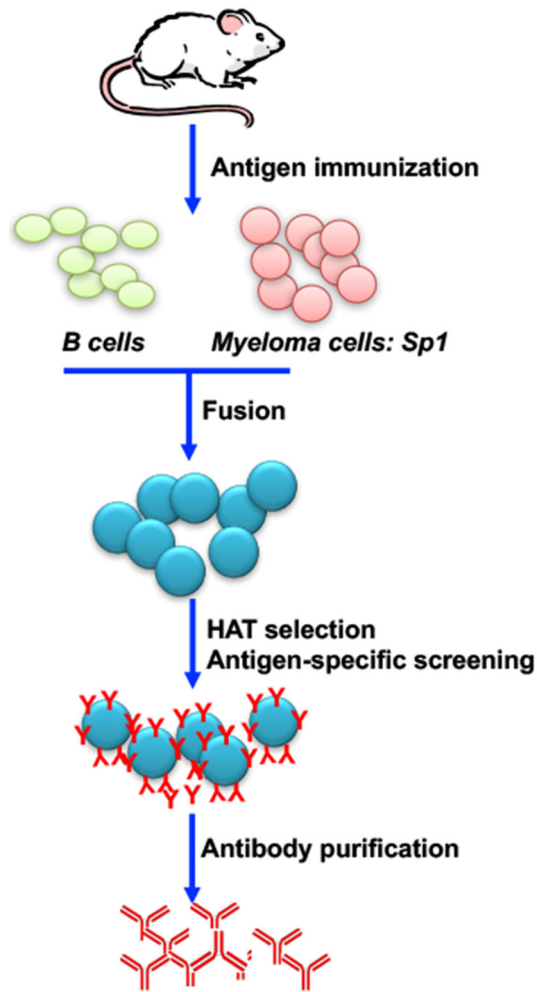 Antigen immunization
B cells
Myeloma cells: Sp1
Fusion
HAT selection
Antigen-specific screening
Antibody purification